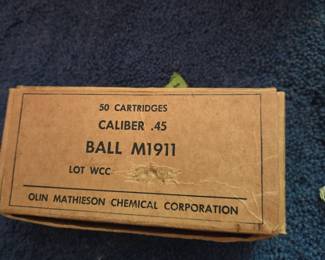 50 CARTRIDGES
CALIBER .45
BALL M1911
LOT WCC
OLIN MATHIESON CHEMICAL CORPORATION